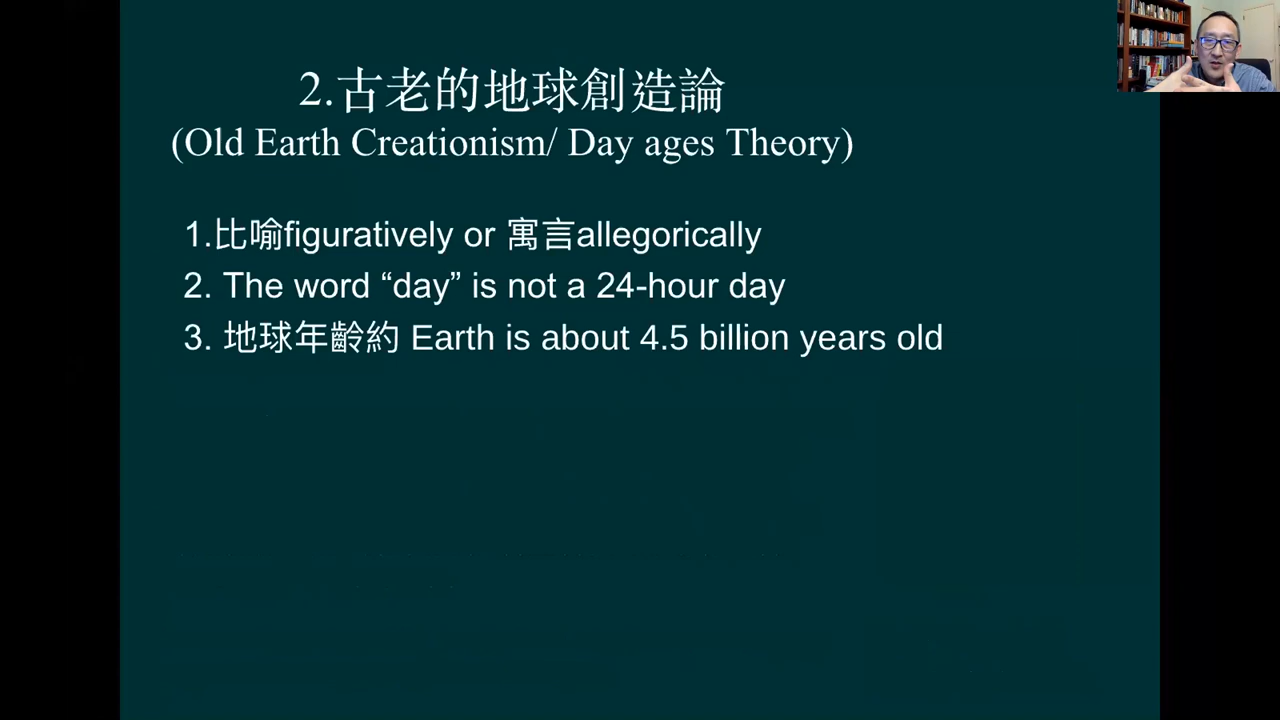 2.古老的地球創造論
(Old Earth Creationism/ Day ages Theory)
1.比喻figuratively or 寓言allegorically
2. The word “day” is not a 24-hour day
3. 地球年齡約 Earth is about 4.5 billion years old